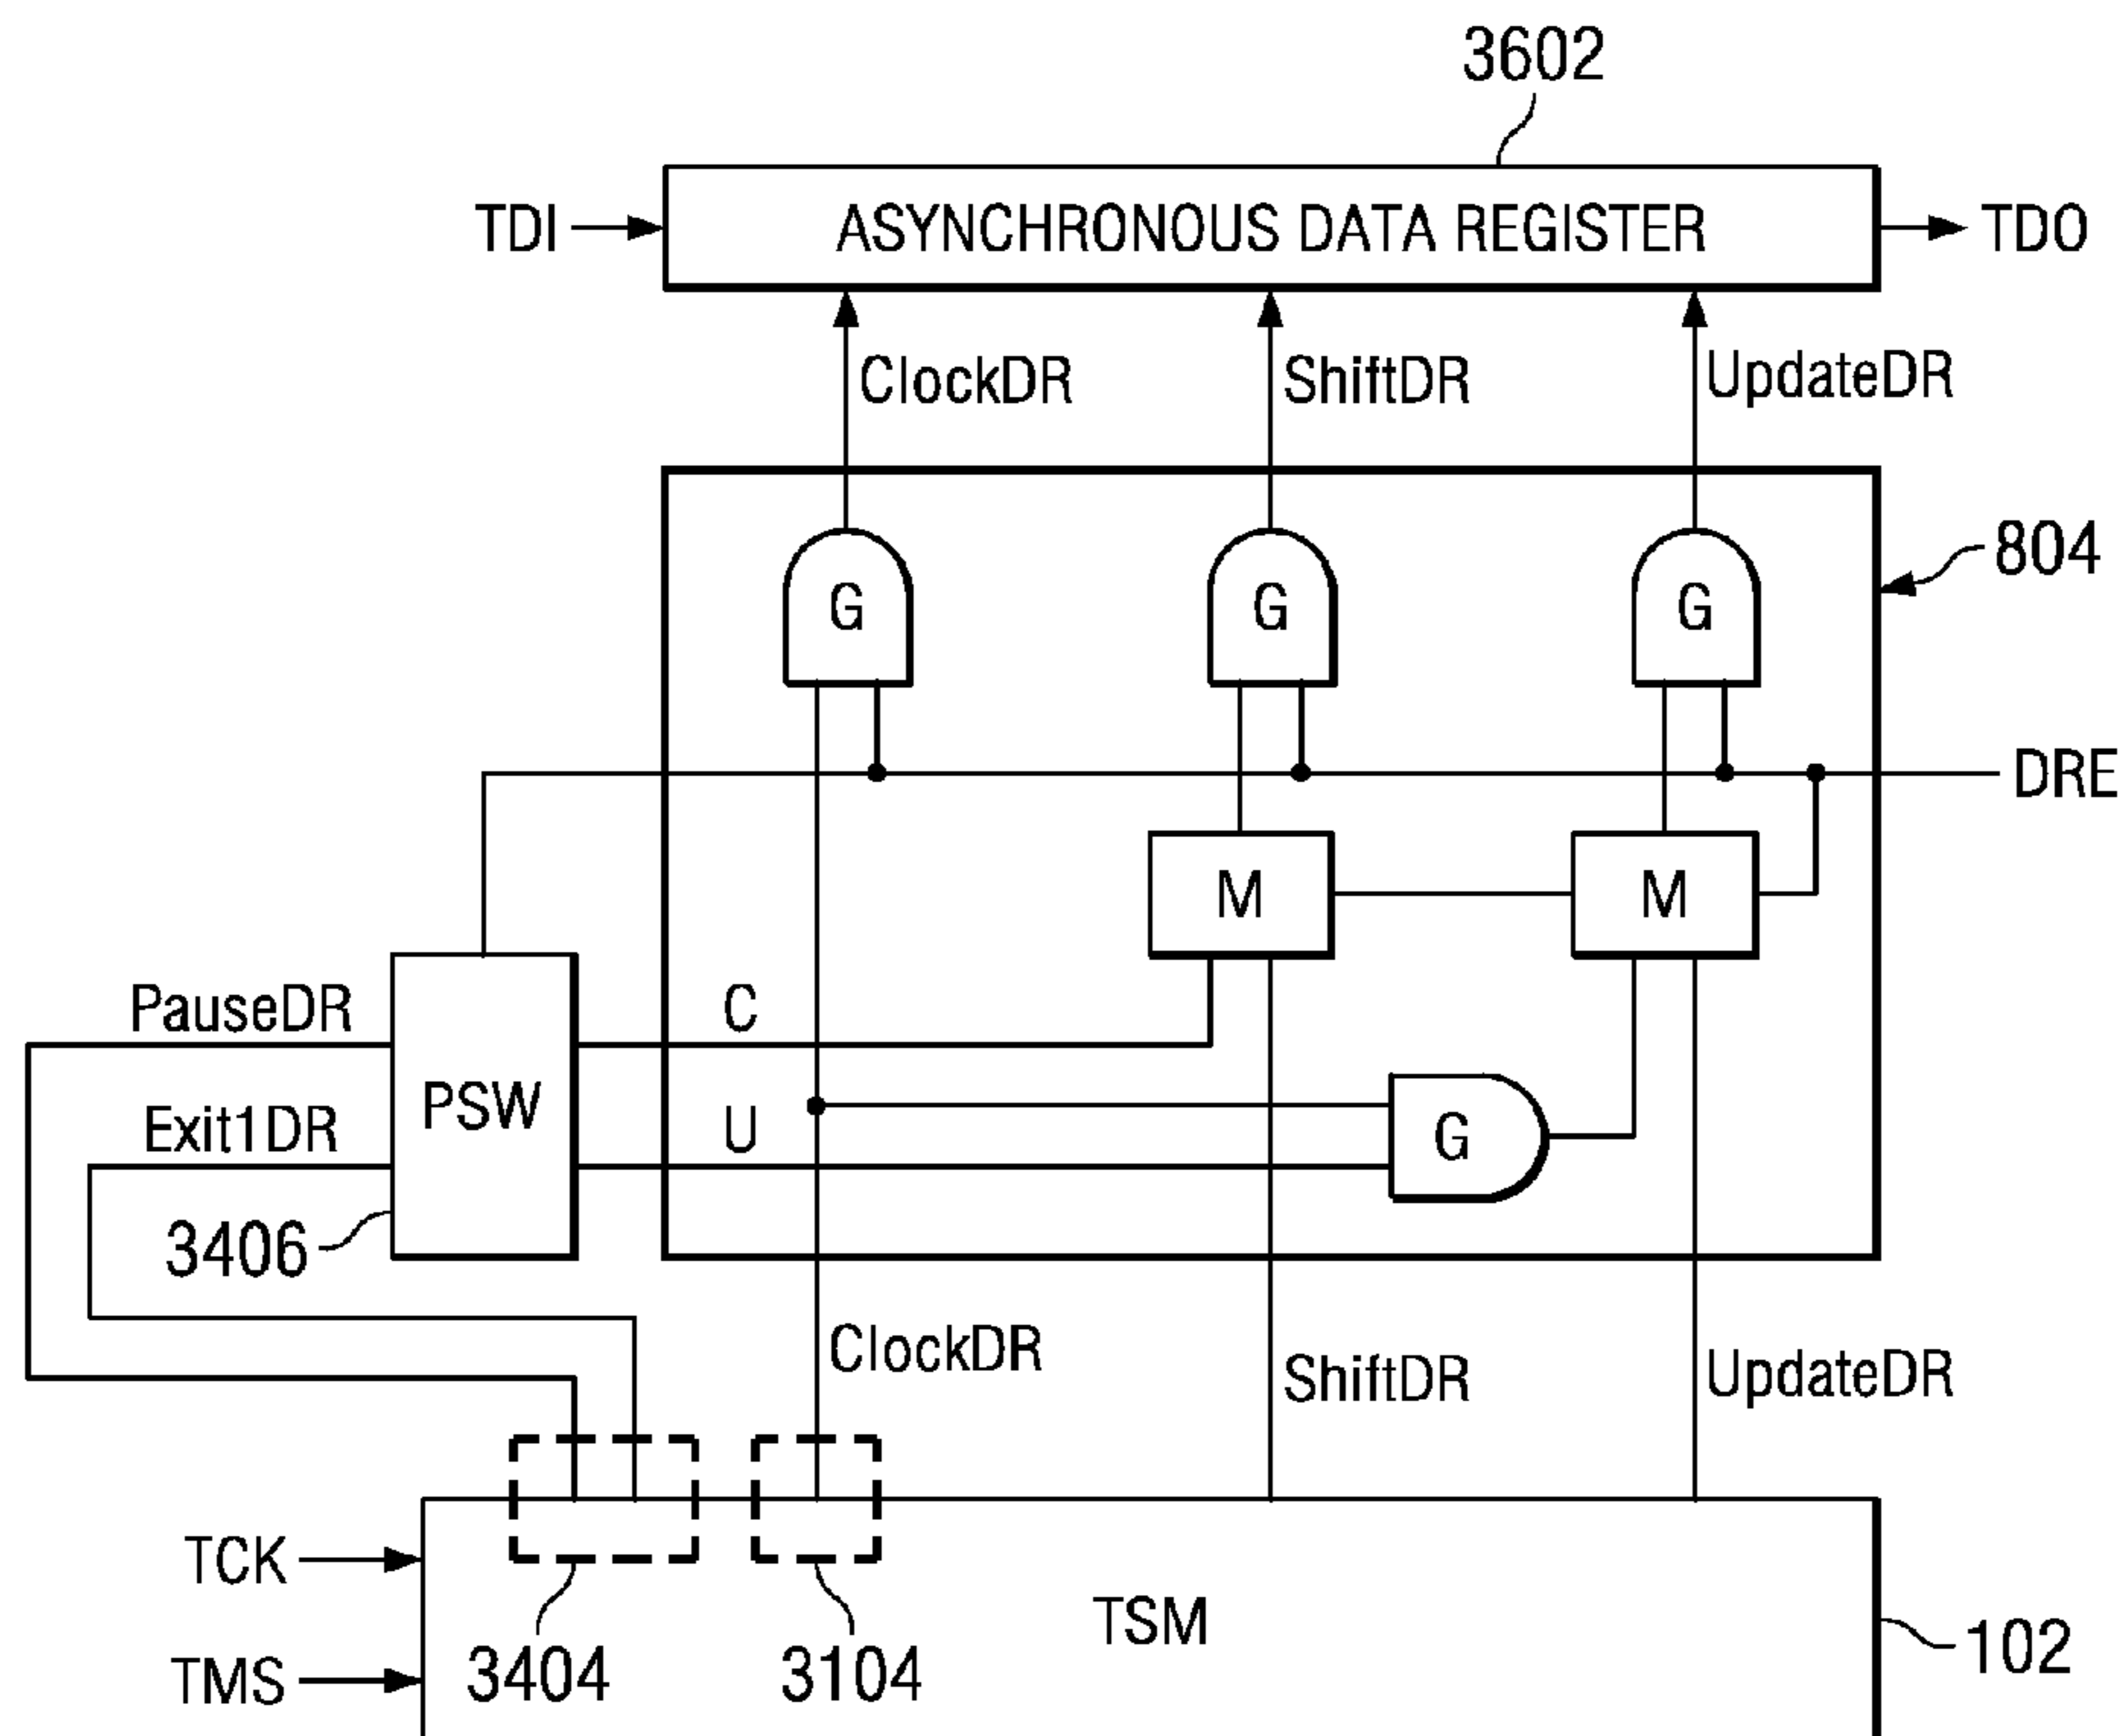 3602
TDI
ASYNCHRONOUS DATA REGISTER
TDO
ClockDR
ShiftDR
UpdateDR
804
G
G
G
DRE
M
M
PauseDR
C
PSW
Exit1DR
U
G
3406
ClockDR
ShiftDR
UpdateDR
TCK
TSM
102
TMS
3404
3104